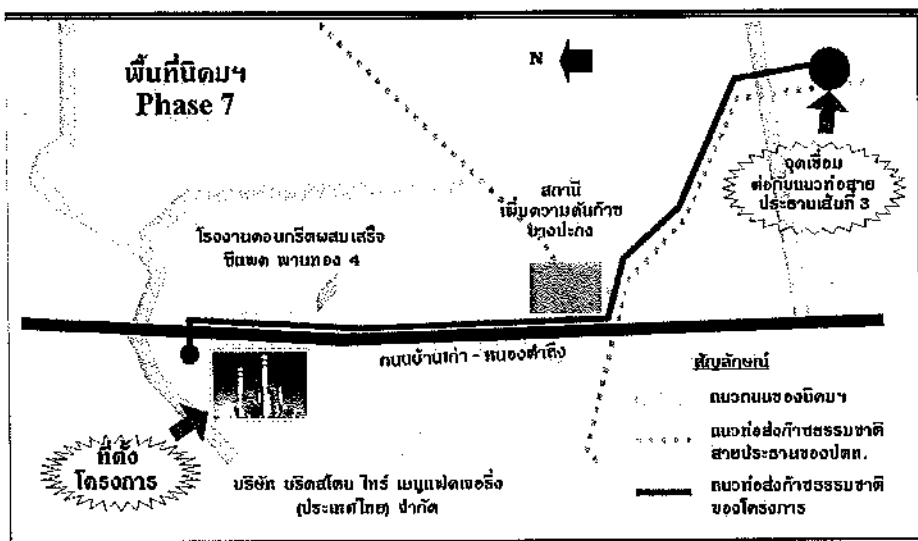 พื้นที่นิคมฯ
Phase 7
N
จุดเชื่อม
ต่อกับแนวท่อสาย
ประธานเส้นที่ 3
สถานี
เพิ่มความดันก๊าซ
บางปะกง
โรงงานคอนกรีตผสมเสร็จ
ซีแพค พานทอง 4
ถนนบ้านเก่า - หนองตำลึง
ที่ตั้ง
โครงการ
บริษัท บริดสโตน ไทร์ เมนูแฟคเจอริ่ง
(ประเทศไทย) จำกัด
สัญลักษณ์
แนวถนนของนิคมฯ
แนวท่อส่งก๊าซธรรมชาติ
สายประธานของปตท.
แนวท่อส่งก๊าซธรรมชาติ
ของโครงการ